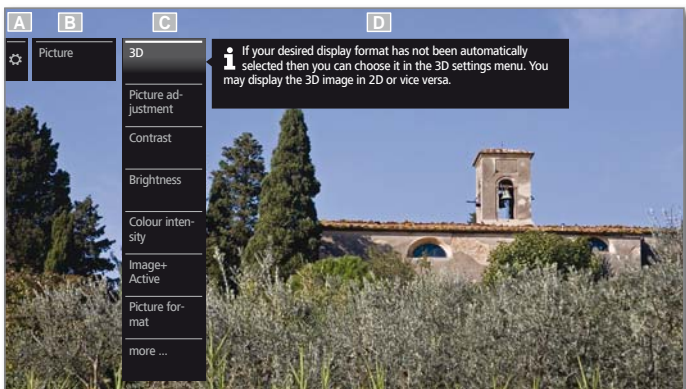 A
B
C
D
Picture
3D
If your desired display format has not been automatically
selected then you can choose it in the 3D settings menu. You
may display the 3D image in 2D or vice versa.
Picture ad-
justment
Contrast
Brightness
Colour inten-
sity
Image+
Active
Picture for-
mat
more ...